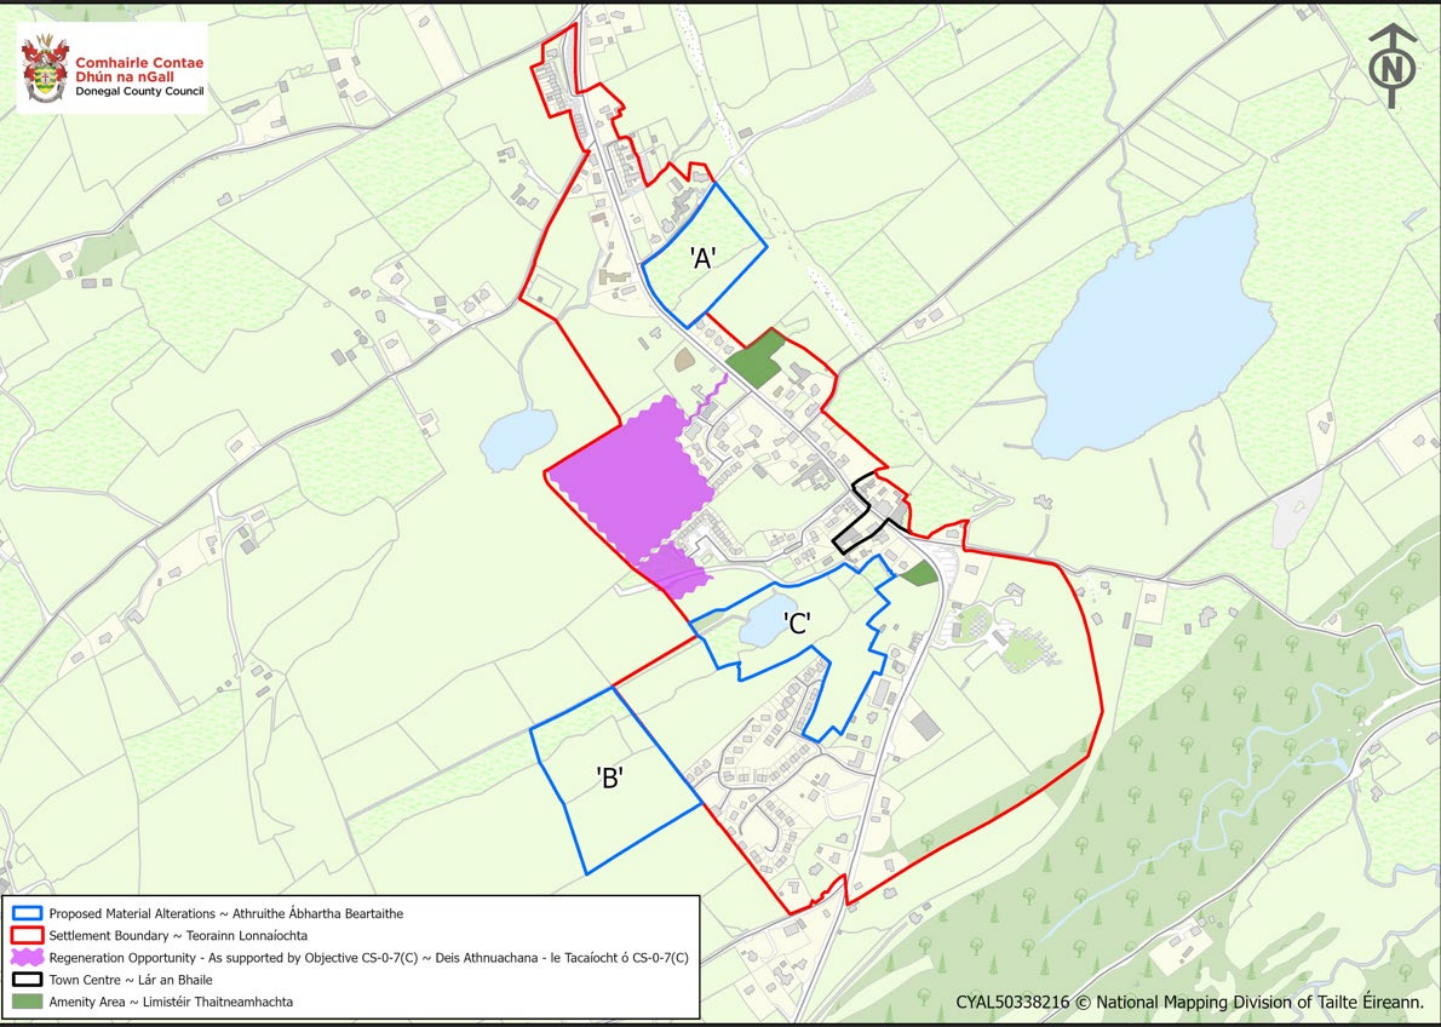 Comhairle Contae
Dhún na nGall
Donegal County Council
N
'A'
'C'
'B'
Proposed Material Alterations ~ Athruithe Ábhartha Beartaithe
Settlement Boundary ~ Teorainn Lonnaíochta
Regeneration Opportunity - As supported by Objective CS-0-7(C) ~ Deis Athnuachana - le Tacaíocht ó CS-0-7(C)
Town Centre ~ Lár an Bhaile
Amenity Area ~ Limistéir Thaitneamhachta
CYAL50338216 © National Mapping Division of Tailte Éireann.